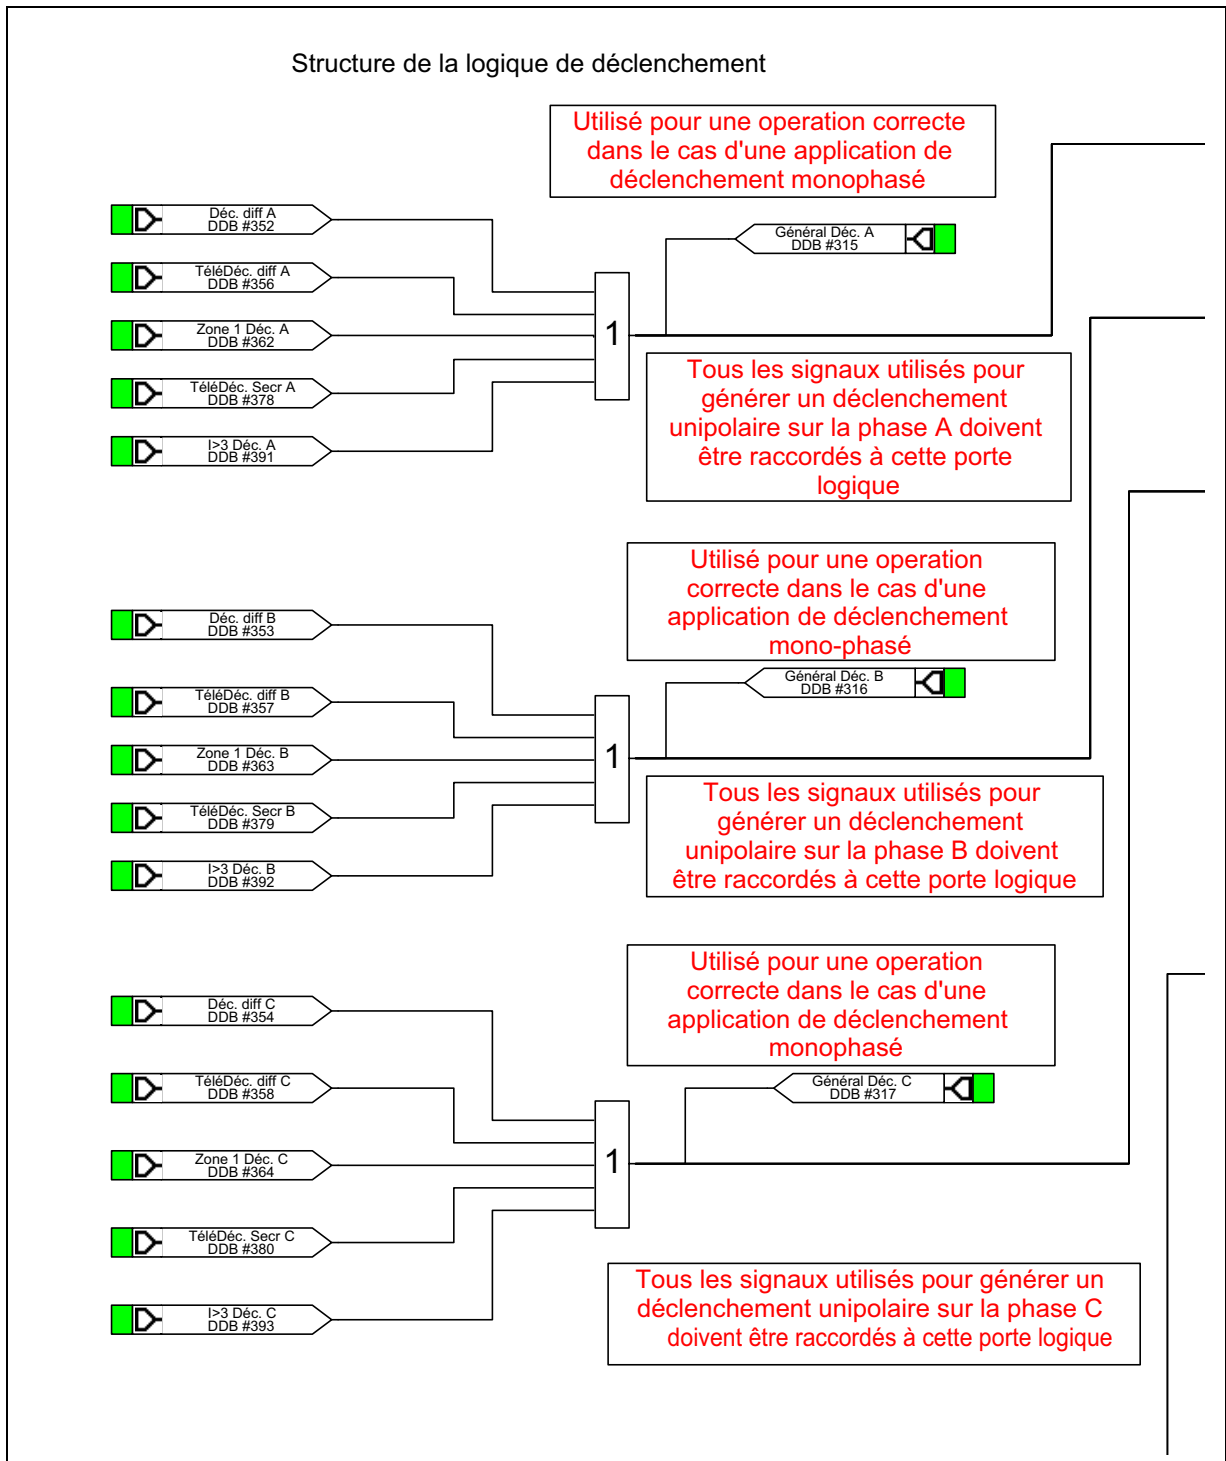 Structure de la logique de déclenchement
Utilisé pour une operation correcte
dans le cas d'une application de
déclenchement monophasé
Déc. diff A
DDB #352
Général Déc. A
DDB #315
TéléDéc. diff A
DDB #356
Zone 1 Déc. A
DDB #362
1
TéléDéc. Secr A
DDB #378
I>3 Déc. A
DDB #391
Tous les signaux utilisés pour
générer un déclenchement
unipolaire sur la phase A doivent
être raccordés à cette porte
logique
Utilisé pour une operation
correcte dans le cas d'une
application de déclenchement
mono-phasé
Déc. diff B
DDB #353
Général Déc. B
DDB #316
TéléDéc. diff B
DDB #357
Zone 1 Déc. B
DDB #363
1
TéléDéc. Secr B
DDB #379
I>3 Déc. B
DDB #392
Tous les signaux utilisés pour
générer un déclenchement
unipolaire sur la phase B doivent
être raccordés à cette porte logique
Utilisé pour une operation
correcte dans le cas d'une
application de déclenchement
monophasé
Déc. diff C
DDB #354
Général Déc. C
DDB #317
TéléDéc. diff C
DDB #358
Zone 1 Déc. C
DDB #364
1
TéléDéc. Secr C
DDB #380
I>3 Déc. C
DDB #393
Tous les signaux utilisés pour générer un
déclenchement unipolaire sur la phase C
doivent être raccordés à cette porte logique